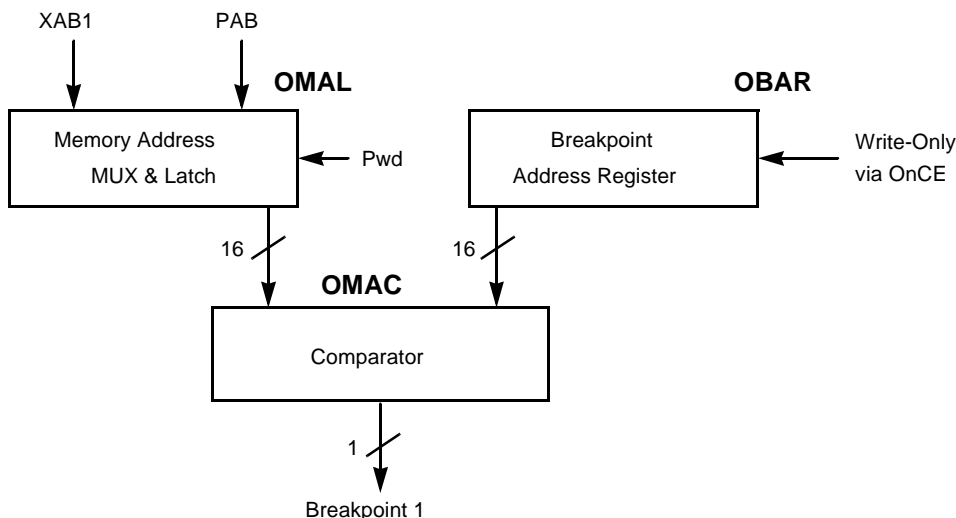 XAB1
PAB
OMAL
OBAR
Memory Address
MUX & Latch
Pwd
Breakpoint
Address Register
Write-Only
via OnCE
16
16
OMAC
Comparator
1
Breakpoint 1